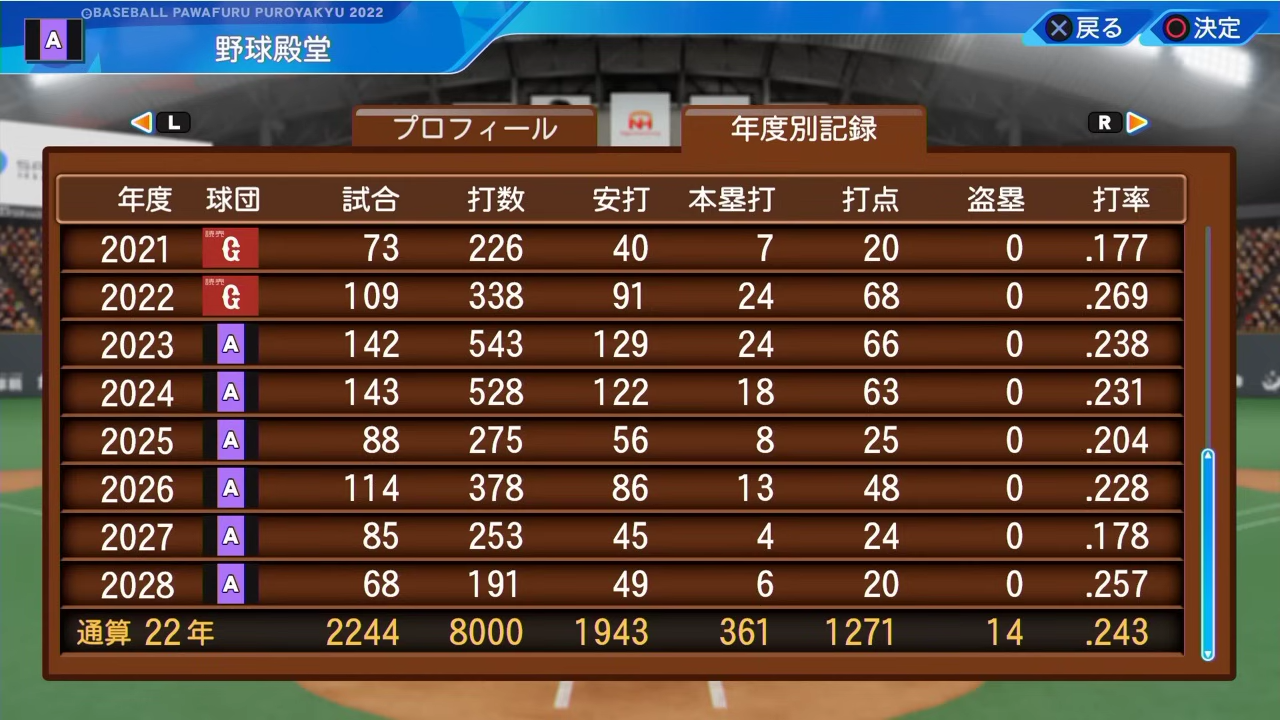 ©BASEBALL PAWAFURU PUROYAKYU 2022
A 野球殿堂 戻る 決定
L プロフィール 年度別記録 R
年度 球団 試合 打数 安打 本塁打 打点 盗塁 打率
2021 読売 G 73 226 40 7 20 0 .177
2022 読売 G 109 338 91 24 68 0 .269
2023 A 142 543 129 24 66 0 .238
2024 A 143 528 122 18 63 0 .231
2025 A 88 275 56 8 25 0 .204
2026 A 114 378 86 13 48 0 .228
2027 A 85 253 45 4 24 0 .178
2028 A 68 191 49 6 20 0 .257
通算 22年 2244 8000 1943 361 1271 14 .243